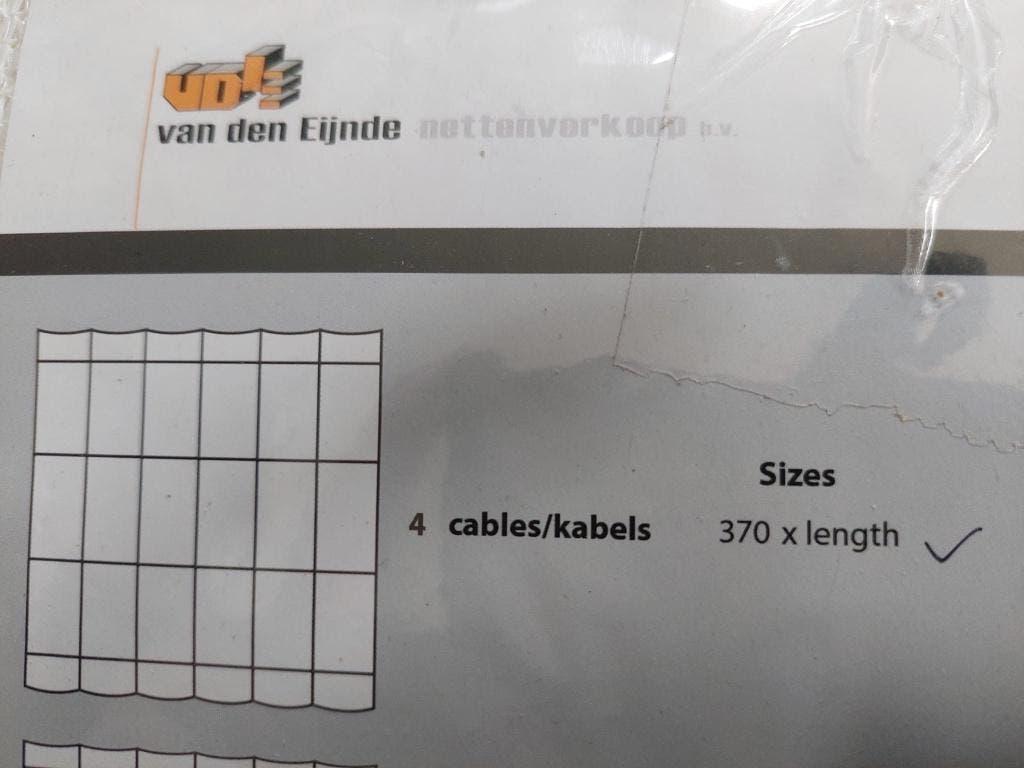 VDE
van den Eijnde nettenverkoop b.v.
Sizes
4 cables/kabels 370 x length